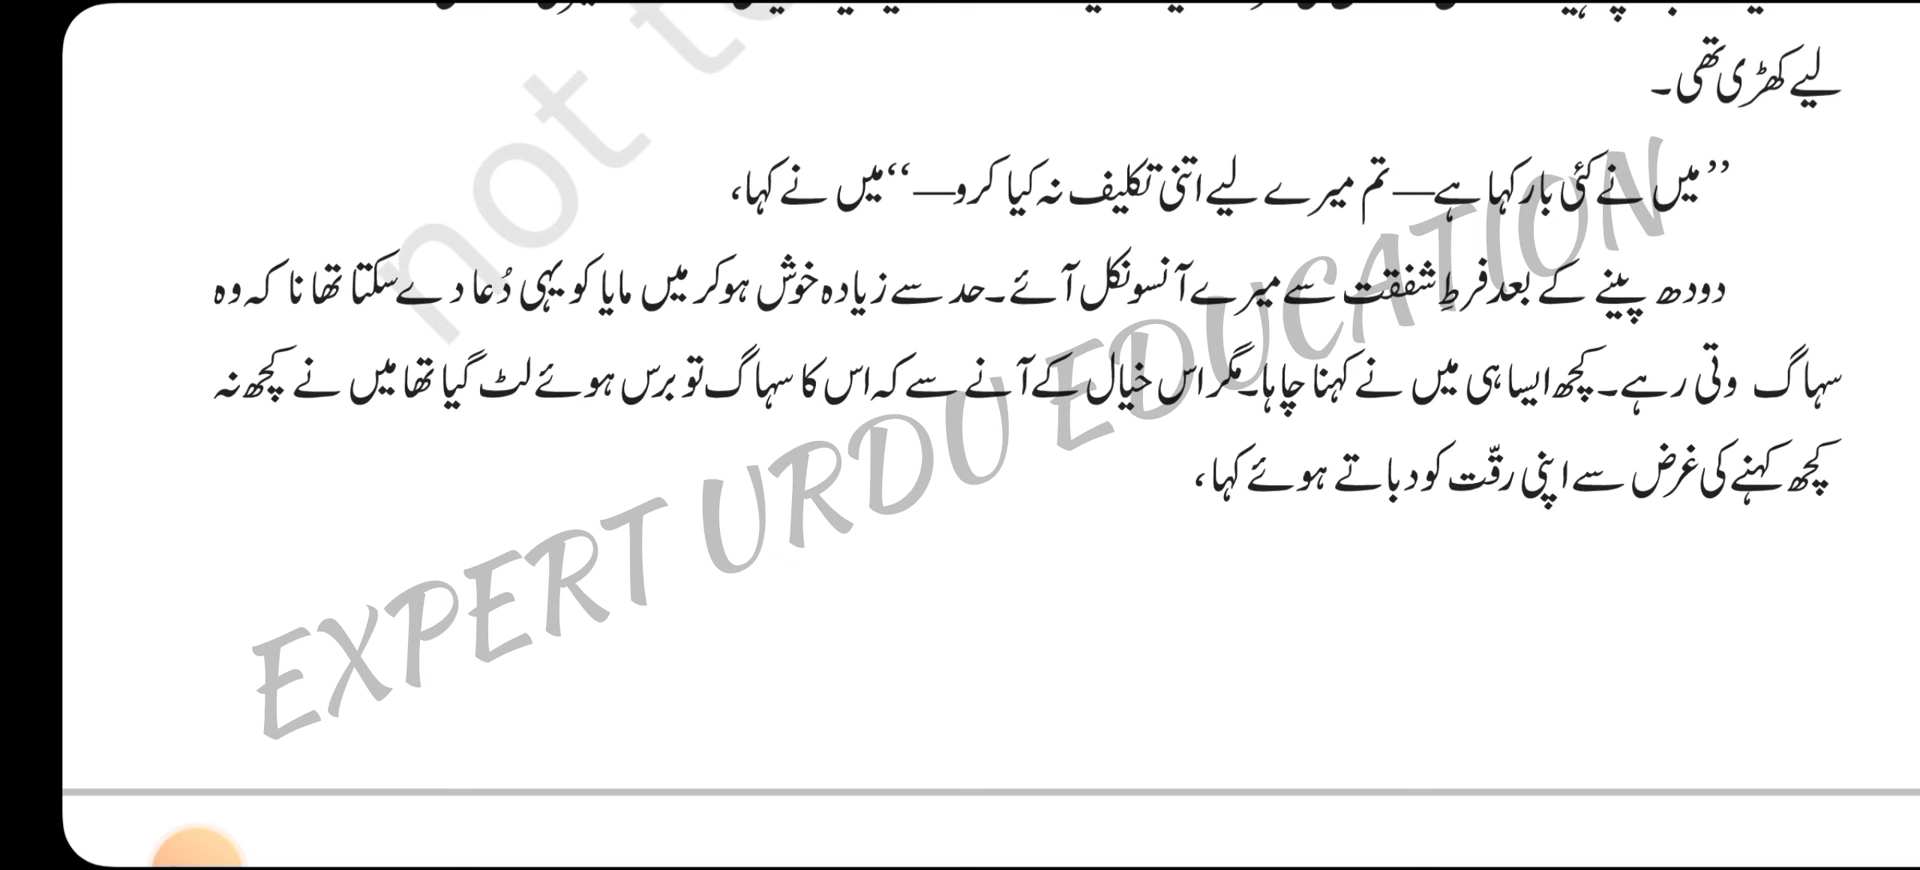 لیے کھڑی تھی۔
’’میں نے کئی بار کہا ہے—تم میرے لیے اتنی تکلیف نہ کیا کرو—‘‘میں نے کہا،
دودھ پینے کے بعد فرطِ شفقت سے میرے آنسو نکل آئے۔ حد سے زیادہ خوش ہوکر میں مایا کو یہی دُعا دے سکتا تھا نا کہ وہ
سہاگ وتی رہے۔ کچھ ایسا ہی میں نے کہنا چاہا۔ مگر اس خیال کے آنے سے کہ اس کا سہاگ تو برس ہوئے لٹ گیا تھا میں نے کچھ نہ
کچھ کہنے کی غرض سے اپنی رقّت کو دباتے ہوئے کہا،
EXPERT URDU EDUCATION
not t